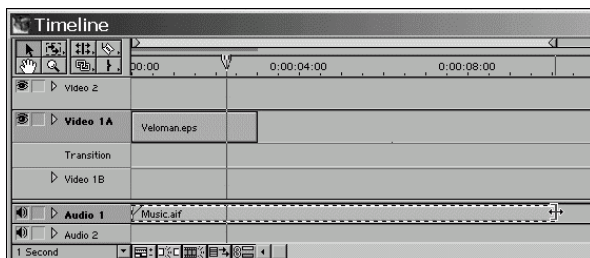 Timeline
00:00 0:00:04:00 0:00:08:00
Video 2
Video 1A
Veloman.eps
Transition
Video 1B
Audio 1 Music.aif
Audio 2
1 Second